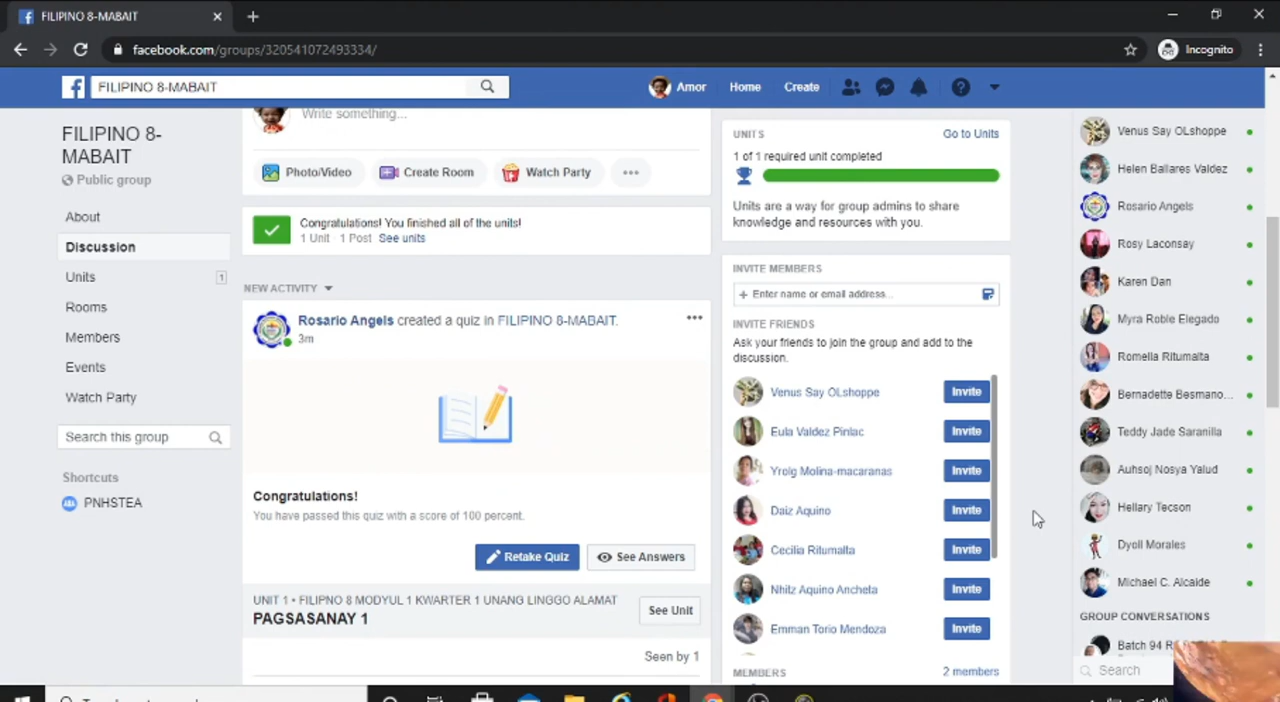 FILIPINO 8-MABAIT
facebook.com/groups/320541072493334/
Incognito
FILIPINO 8-MABAIT
Amor
Home
Create
FILIPINO 8-
MABAIT
Public group
About
Discussion
Units
1
Rooms
Members
Events
Watch Party
Search this group
Shortcuts
PNHSTEA
Write something...
Photo/Video
Create Room
Watch Party
Congratulations! You finished all of the units!
1 Unit · 1 Post See units
NEW ACTIVITY
Rosario Angels created a quiz in FILIPINO 8-MABAIT.
3m
Congratulations!
You have passed this quiz with a score of 100 percent.
Retake Quiz
See Answers
UNIT 1 • FILIPNO 8 MODYUL 1 KWARTER 1 UNANG LINGGO ALAMAT
PAGSASANAY 1
See Unit
Seen by 1
UNITS
Go to Units
1 of 1 required unit completed
Units are a way for group admins to share
knowledge and resources with you.
INVITE MEMBERS
+ Enter name or email address...
INVITE FRIENDS
Ask your friends to join the group and add to the
discussion.
Venus Say OLshoppe Invite
Eula Valdez Pinlac Invite
Yrolg Molina-macaranas Invite
Daiz Aquino Invite
Cecilia Ritumalla Invite
Nhitz Aquino Ancheta Invite
Emman Torio Mendoza Invite
MEMBERS
2 members
Venus Say OLshoppe
Helen Ballares Valdez
Rosario Angels
Rosy Laconsay
Karen Dan
Myra Roble Elegado
Romella Ritumalta
Bernadette Besmano...
Teddy Jade Saranilla
Auhsoj Nosya Yalud
Hellary Tecson
Dyoll Morales
Michael C. Alcaide
GROUP CONVERSATIONS
Batch 94
Search